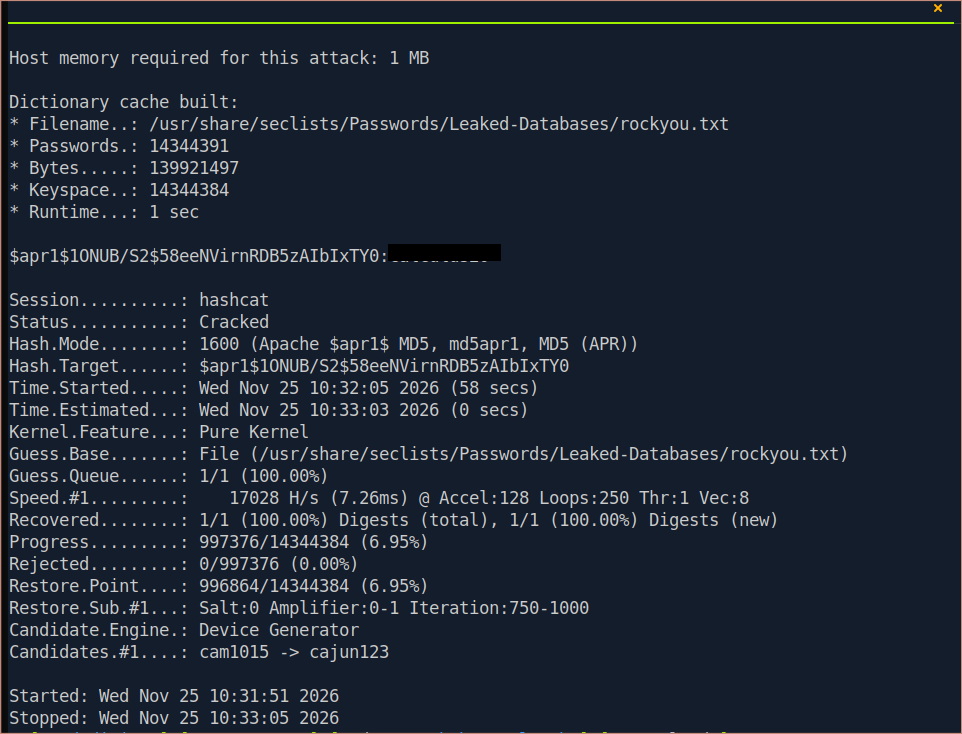 Host memory required for this attack: 1 MB
Dictionary cache built:
* Filename..: /usr/share/seclists/Passwords/Leaked-Databases/rockyou.txt
* Passwords.: 14344391
* Bytes.....: 139921497
* Keyspace..: 14344384
* Runtime...: 1 sec
$apr1$1ONUB/S2$58eeNVirnRDB5zAIbIxTY0:
Session..........: hashcat
Status...........: Cracked
Hash.Mode........: 1600 (Apache $apr1$ MD5, md5apr1, MD5 (APR))
Hash.Target......: $apr1$1ONUB/S2$58eeNVirnRDB5zAIbIxTY0
Time.Started.....: Wed Nov 25 10:32:05 2026 (58 secs)
Time.Estimated...: Wed Nov 25 10:33:03 2026 (0 secs)
Kernel.Feature...: Pure Kernel
Guess.Base.......: File (/usr/share/seclists/Passwords/Leaked-Databases/rockyou.txt)
Guess.Queue......: 1/1 (100.00%)
Speed.#1.........:    17028 H/s (7.26ms) @ Accel:128 Loops:250 Thr:1 Vec:8
Recovered........: 1/1 (100.00%) Digests (total), 1/1 (100.00%) Digests (new)
Progress.........: 997376/14344384 (6.95%)
Rejected.........: 0/997376 (0.00%)
Restore.Point....: 996864/14344384 (6.95%)
Restore.Sub.#1...: Salt:0 Amplifier:0-1 Iteration:750-1000
Candidate.Engine.: Device Generator
Candidates.#1....: cam1015 -> cajun123
Started: Wed Nov 25 10:31:51 2026
Stopped: Wed Nov 25 10:33:05 2026